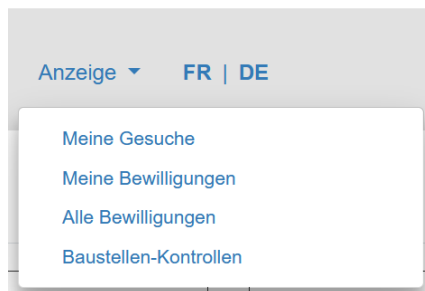 Anzeige FR | DE
Meine Gesuche
Meine Bewilligungen
Alle Bewilligungen
Baustellen-Kontrollen